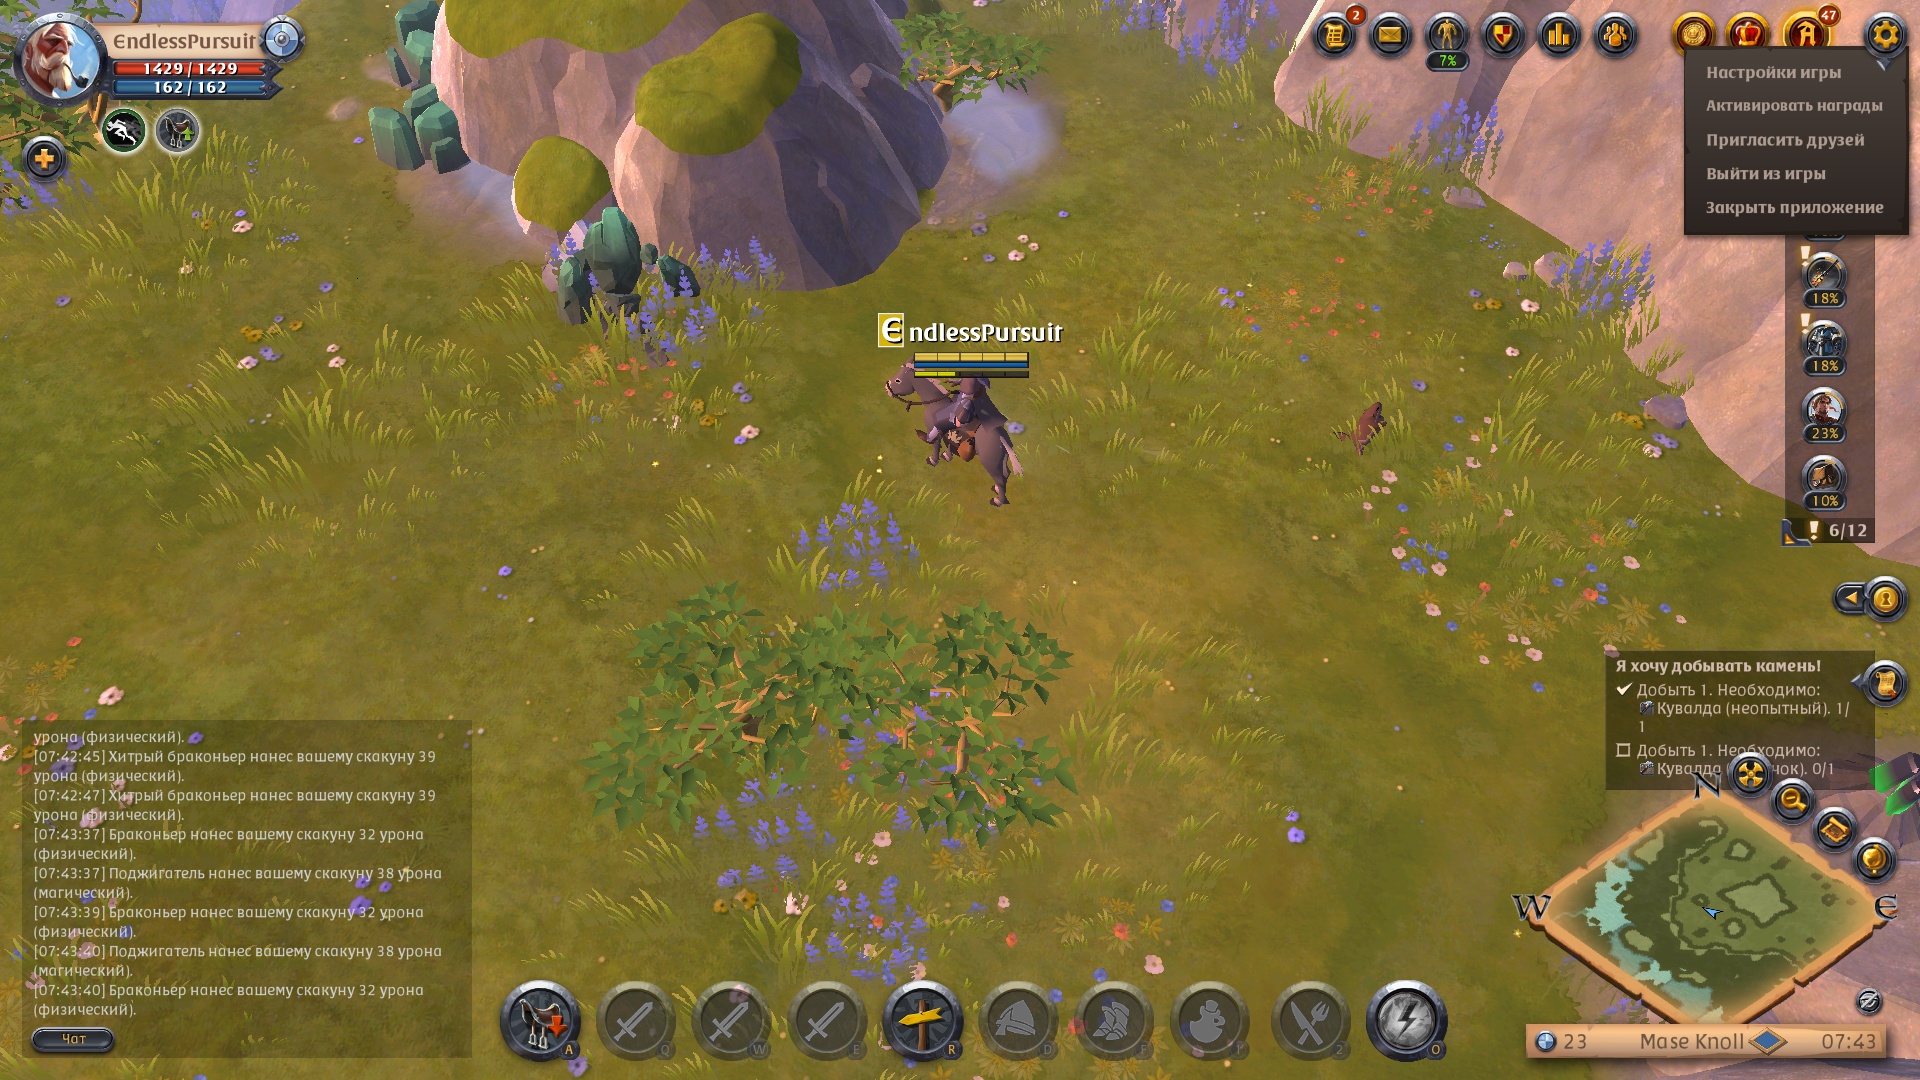 EndlessPursuit
1429 / 1429
162 / 162
2
7%
47
Настройки игры
Активировать награды
Пригласить друзей
Выйти из игры
Закрыть приложение
18%
18%
23%
10%
6/12
EndlessPursuit
Я хочу добывать камень!
Добыть 1. Необходимо:
Кувалда (неопытный). 1/
1
Добыть 1. Необходимо:
0/1
N
W
E
23
Mase Knoll
07:43
урона (физический).
[07:42:45] Хитрый браконьер нанес вашему скакуну 39
урона (физический).
[07:42:47] Хитрый браконьер нанес вашему скакуну 39
урона (физический).
[07:43:37] Браконьер нанес вашему скакуну 32 урона
(физический).
[07:43:37] Поджигатель нанес вашему скакуну 38 урона
(магический).
[07:43:39] Браконьер нанес вашему скакуну 32 урона
(физический).
[07:43:40] Поджигатель нанес вашему скакуну 38 урона
(магический).
[07:43:40] Браконьер нанес вашему скакуну 32 урона
(физический).
Чат
A
Q
W
E
R
D
F
2
O